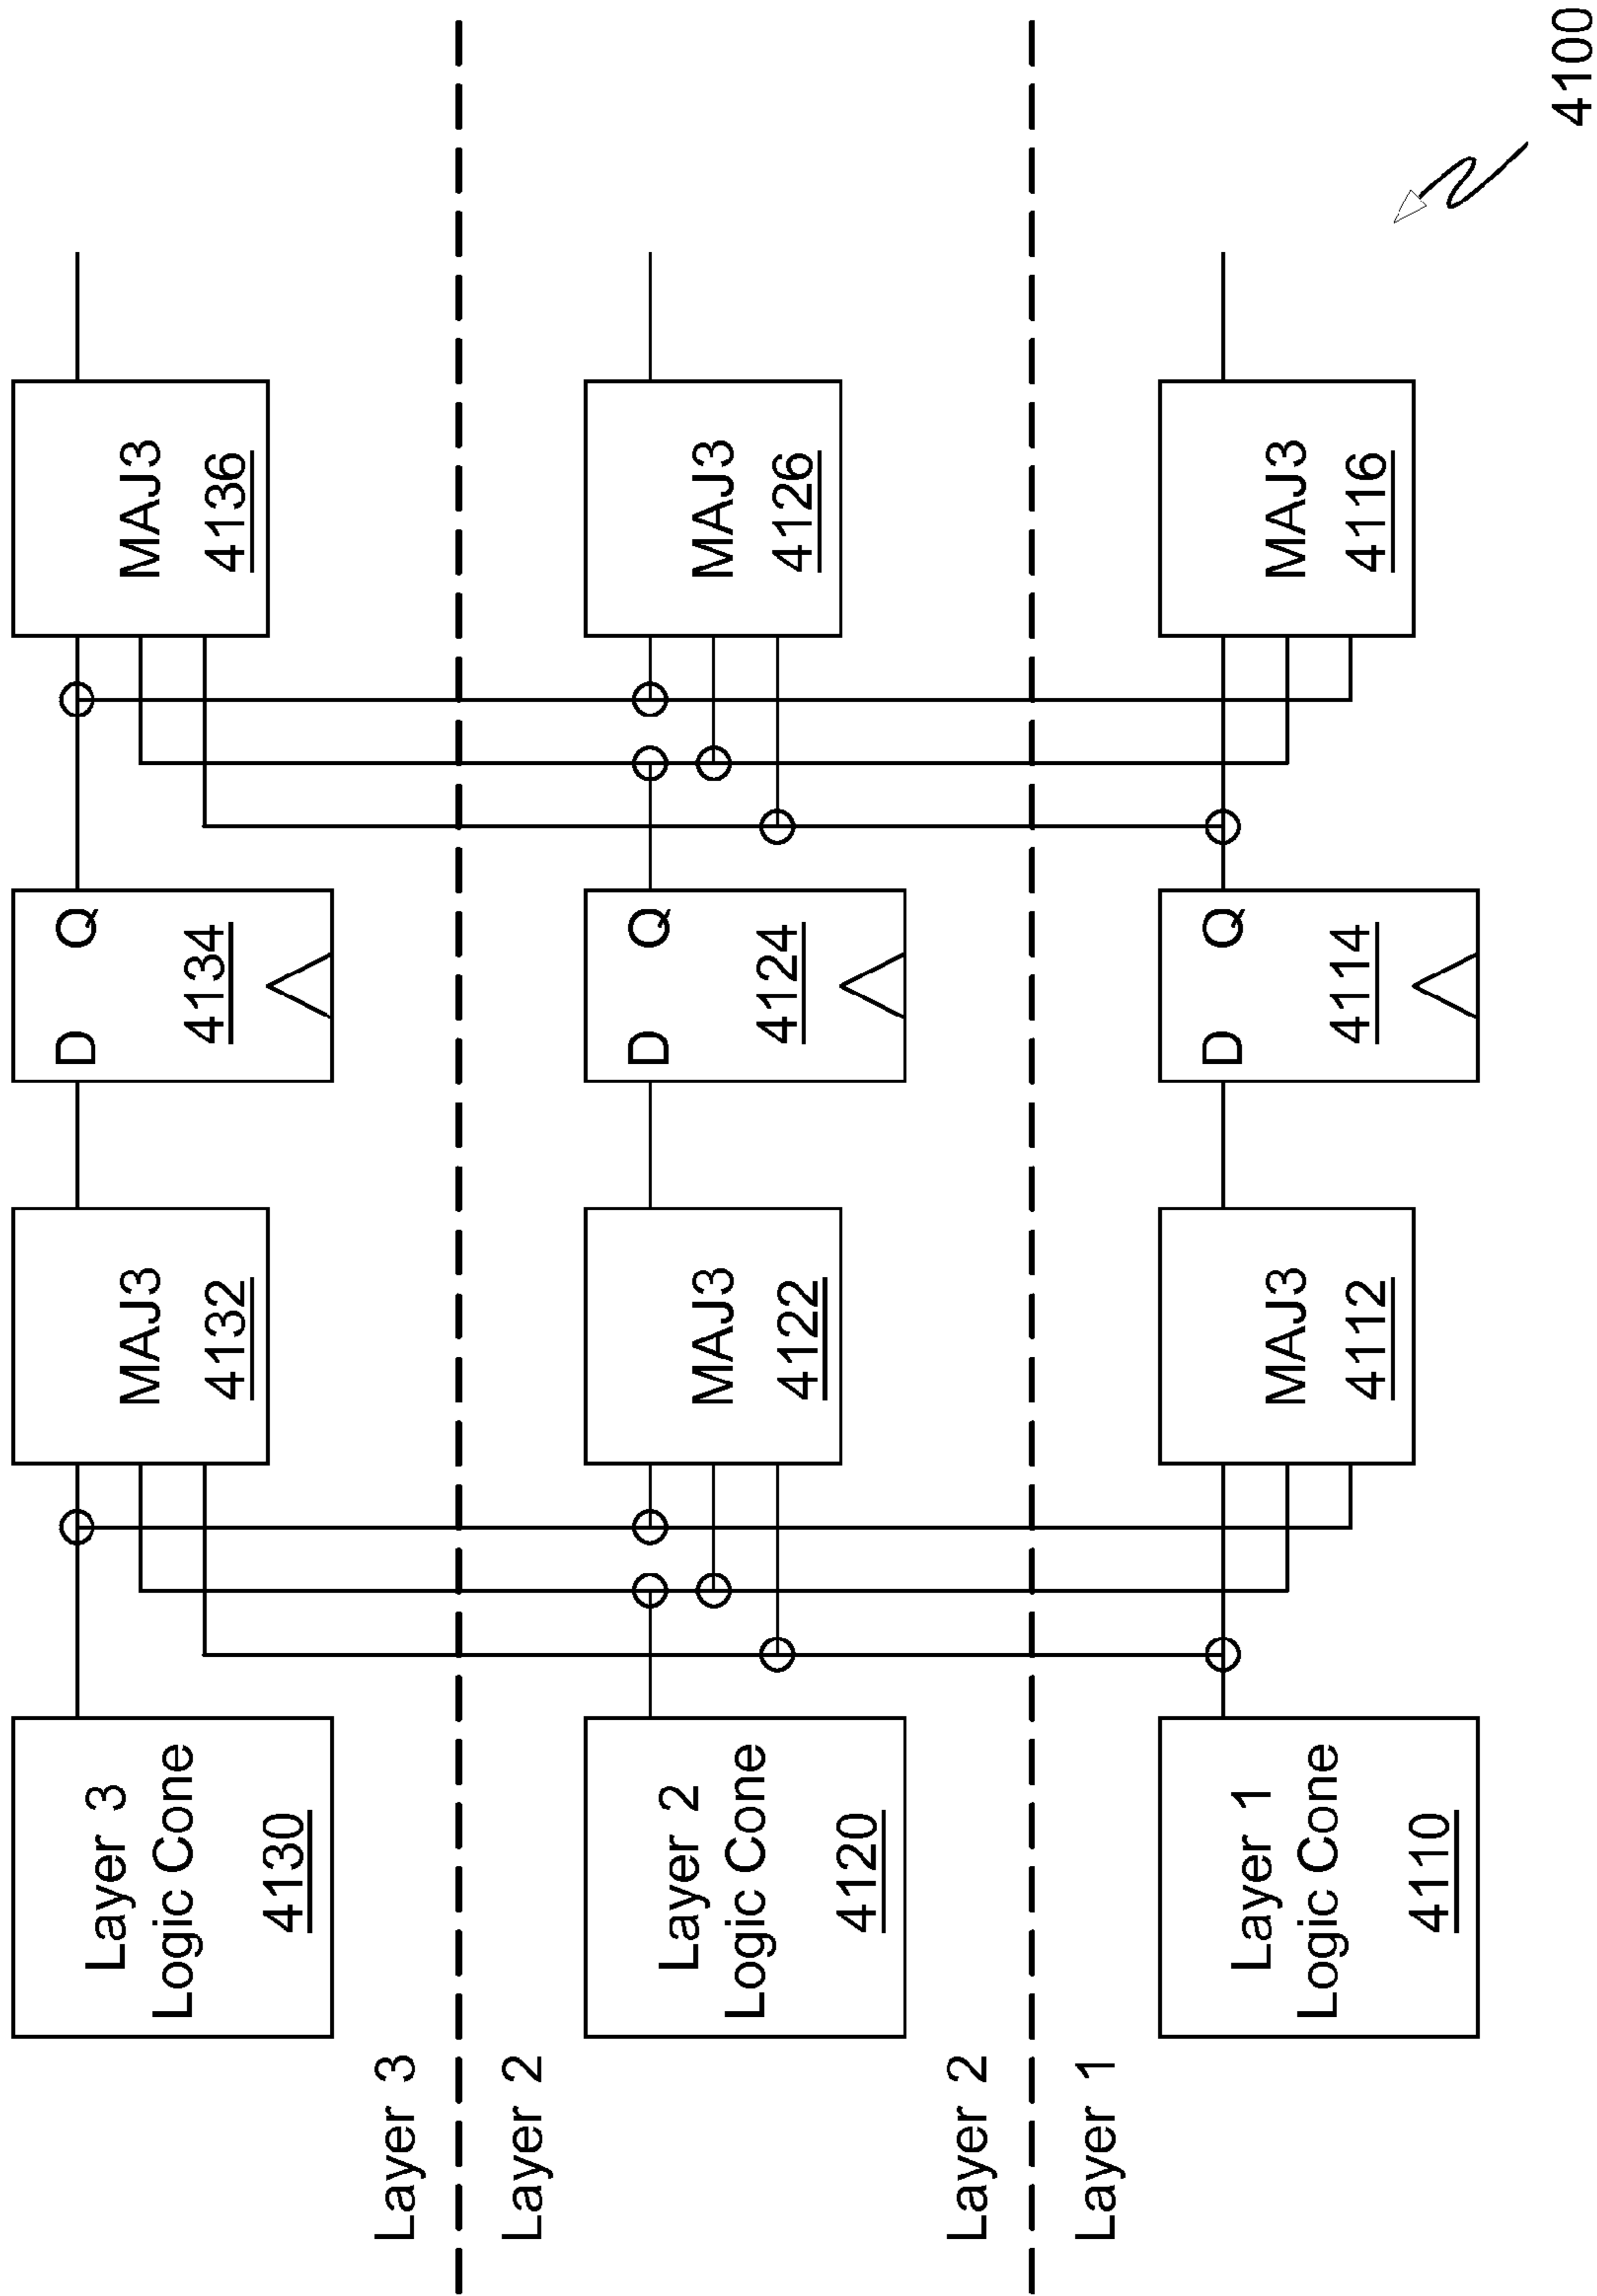 Layer 3
Logic Cone
4130
MAJ3
4132
D Q
4134
MAJ3
4136
Layer 3
Layer 2
Layer 2
Logic Cone
4120
MAJ3
4122
D Q
4124
MAJ3
4126
Layer 2
Layer 1
Layer 1
Logic Cone
4110
MAJ3
4112
D Q
4114
MAJ3
4116
4100